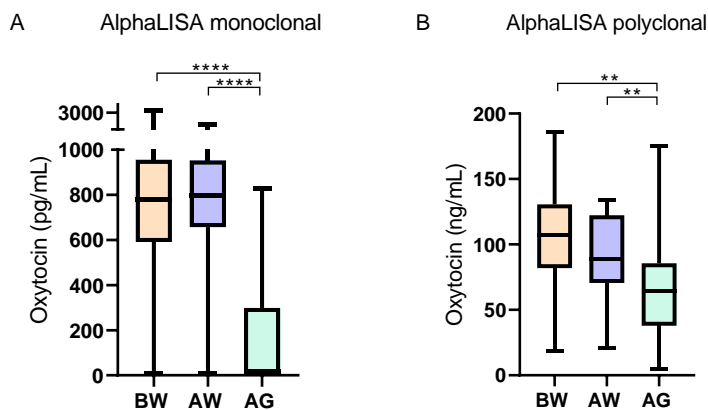 A
AlphaLISA monoclonal
****
****
3000
1000
800
600
400
200
0
Oxytocin (pg/mL)
BW AW AG
B
AlphaLISA polyclonal
**
**
200
150
100
50
0
Oxytocin (ng/mL)
BW AW AG